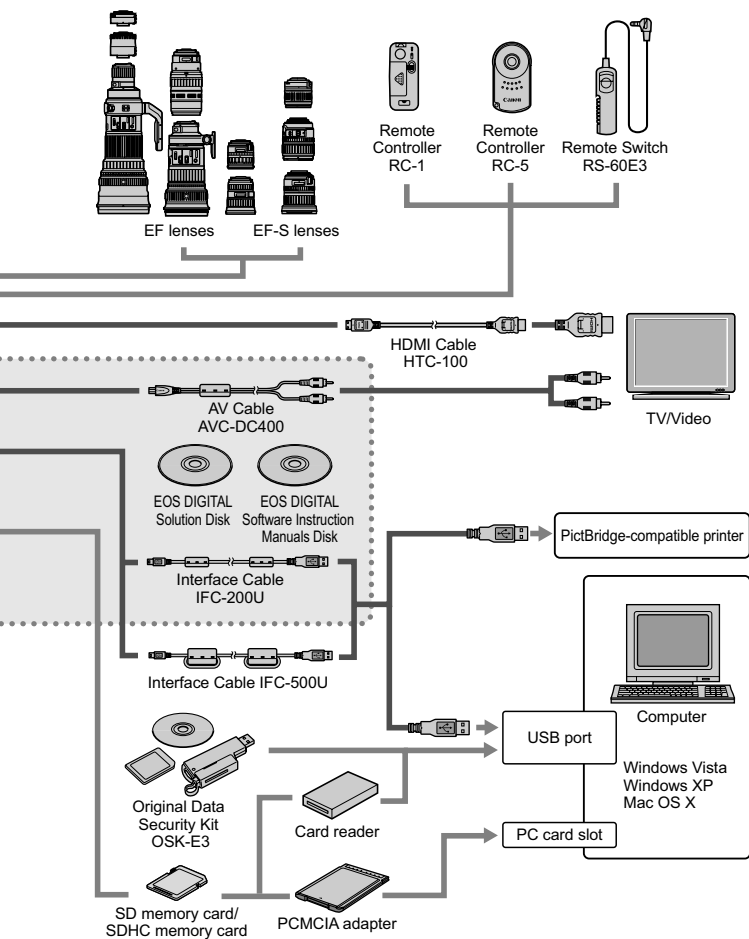 Canon
Remote
Controller
RC-1
Remote
Controller
RC-5
Remote Switch
RS-60E3
EF lenses
EF-S lenses
HDMI Cable
HTC-100
TV/Video
AV Cable
AVC-DC400
EOS DIGITAL
Solution Disk
EOS DIGITAL
Software Instruction
Manuals Disk
PictBridge-compatible printer
Interface Cable
IFC-200U
Interface Cable IFC-500U
Computer
USB port
Windows Vista
Windows XP
Mac OS X
Original Data
Security Kit
OSK-E3
Card reader
PC card slot
SD memory card/
SDHC memory card
PCMCIA adapter